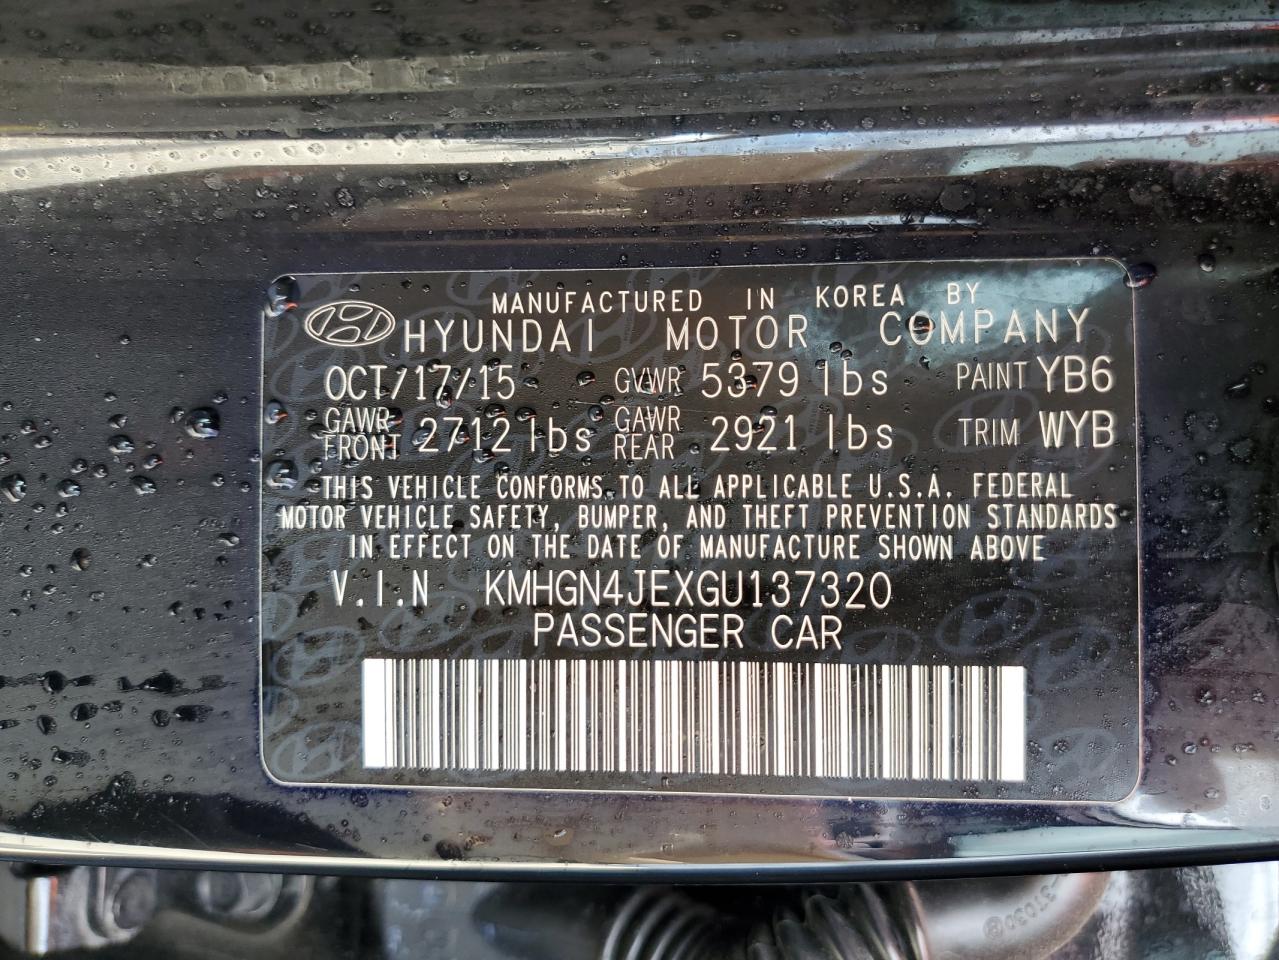 MANUFACTURED IN KOREA BY
HYUNDAI MOTOR COMPANY
OCT/17/15 GVWR 5379 lbs PAINT YB6
GAWR FRONT 2712 lbs GAWR REAR 2921 lbs TRIM WYB
THIS VEHICLE CONFORMS TO ALL APPLICABLE U.S.A. FEDERAL
MOTOR VEHICLE SAFETY, BUMPER, AND THEFT PREVENTION STANDARDS
IN EFFECT ON THE DATE OF MANUFACTURE SHOWN ABOVE
V.I.N KMHGN4JEXGU137320
PASSENGER CAR